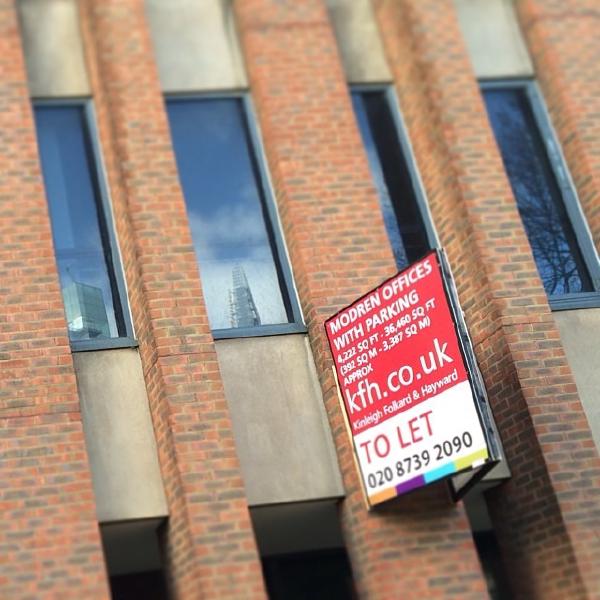 MODREN OFFICES
WITH PARKING
4,222 SQ FT - 36,460 SQ FT
(392 SQ M - 3,387 SQ M)
APPROX
kfh.co.uk
Kinleigh Folkard & Hayward
TO LET
020 8739 2090